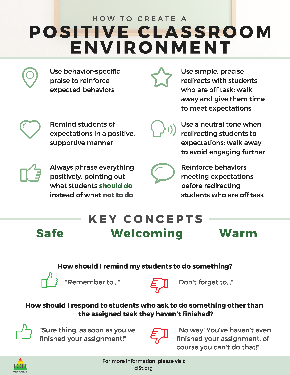 HOW TO CREATE A
POSITIVE CLASSROOM
ENVIRONMENT
Use behavior-specific
praise to reinforce
expected behaviors
Use simple, precise
redirects with students
who are off task; walk
away and give them time
to meet expectations
Remind students of
expectations in a positive,
supportive manner
Use a neutral tone when
redirecting students to
expectations; walk away
to avoid engaging further
Always phrase everything
positively, pointing out
what students should do
instead of what not to do
Reinforce behaviors
meeting expectations
before redirecting
students who are off task
KEY CONCEPTS
Safe Welcoming Warm
How should I remind my students to do something?
"Remember to..."
"Don't forget to..."
How should I respond to students who ask to do something other than
the assigned task they haven't finished?
"Sure thing, as soon as you've
finished your assignment!"
"No way! You haven't even
finished your assignment, of
course you can't do that!"
For more information, please visit